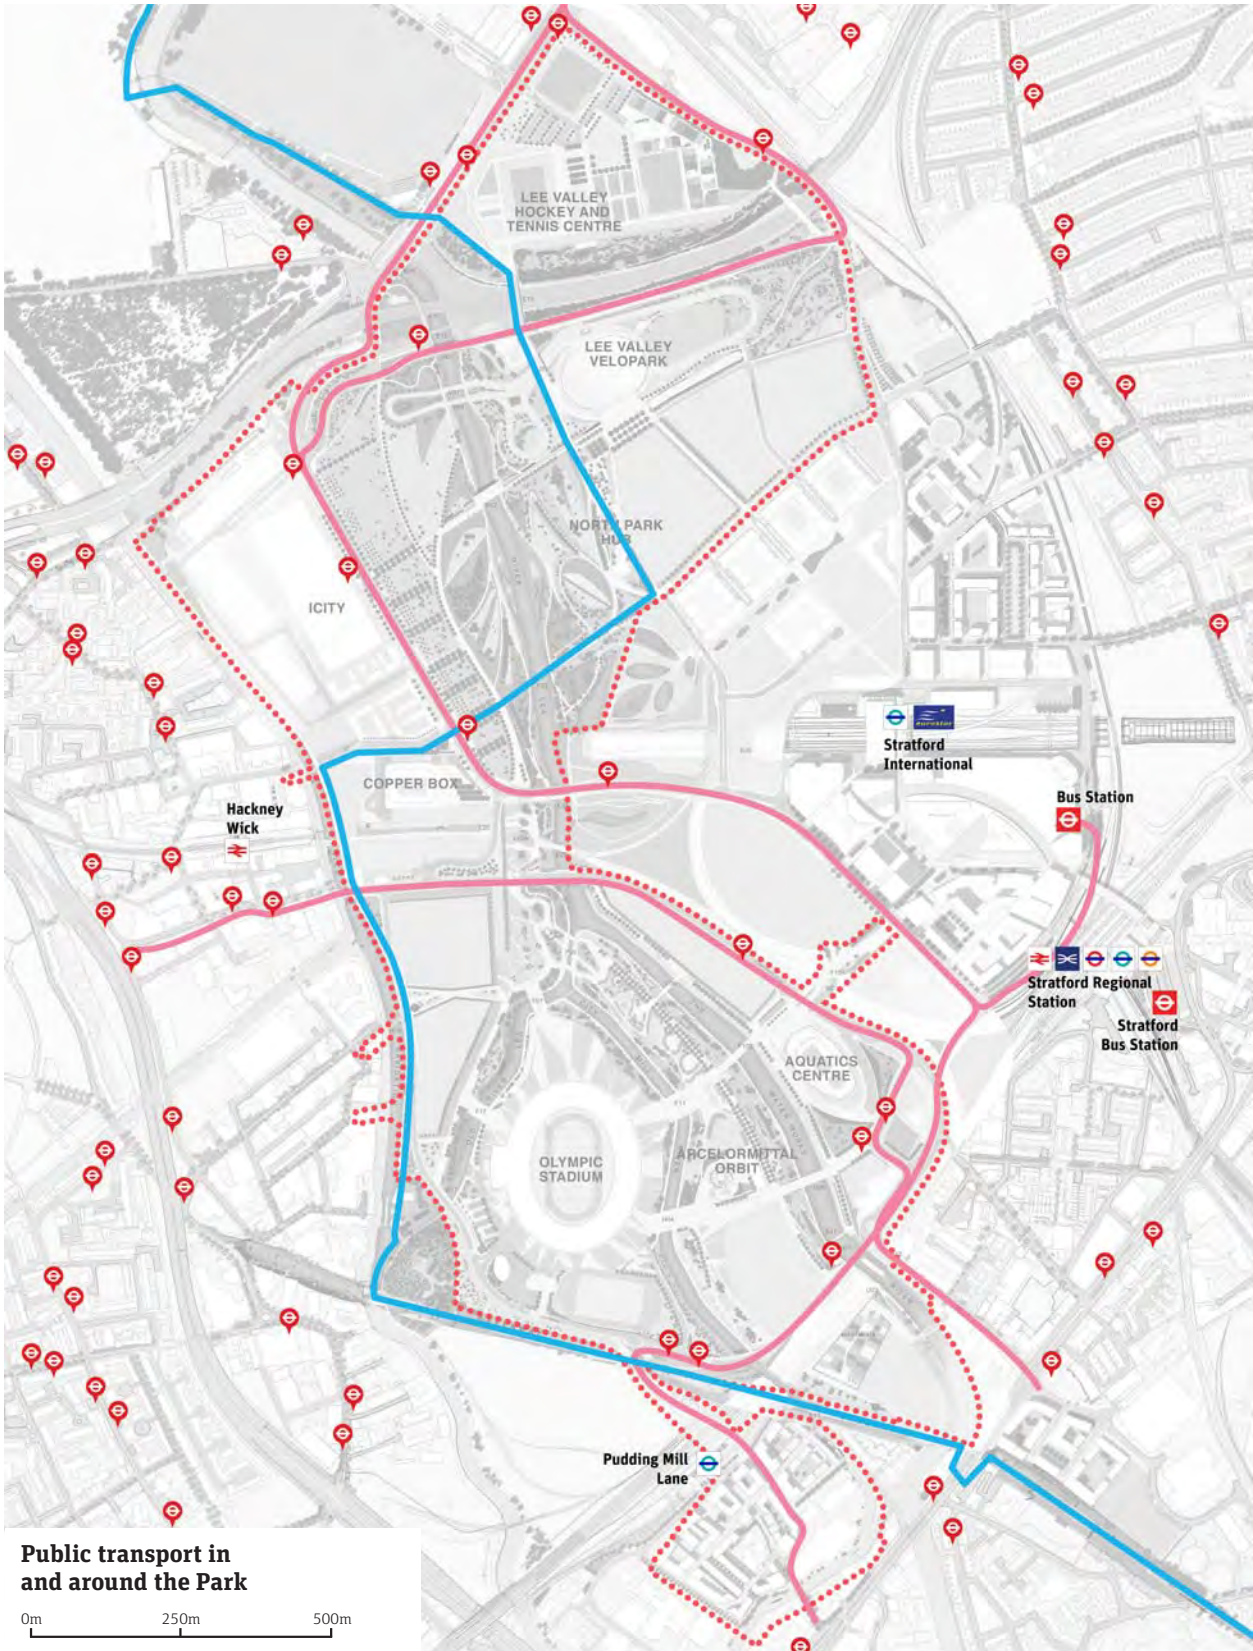 LEE VALLEY
HOCKEY AND
TENNIS CENTRE
LEE VALLEY
VELOPARK
NORTH PARK
HUB
ICITY
eurostar
Stratford
International
COPPER BOX
Bus Station
Hackney
Wick
Stratford Regional
Station
Stratford
Bus Station
AQUATICS
CENTRE
OLYMPIC
STADIUM
ARCELORMITTAL
ORBIT
Pudding Mill
Lane
Public transport in
and around the Park
0m 250m 500m